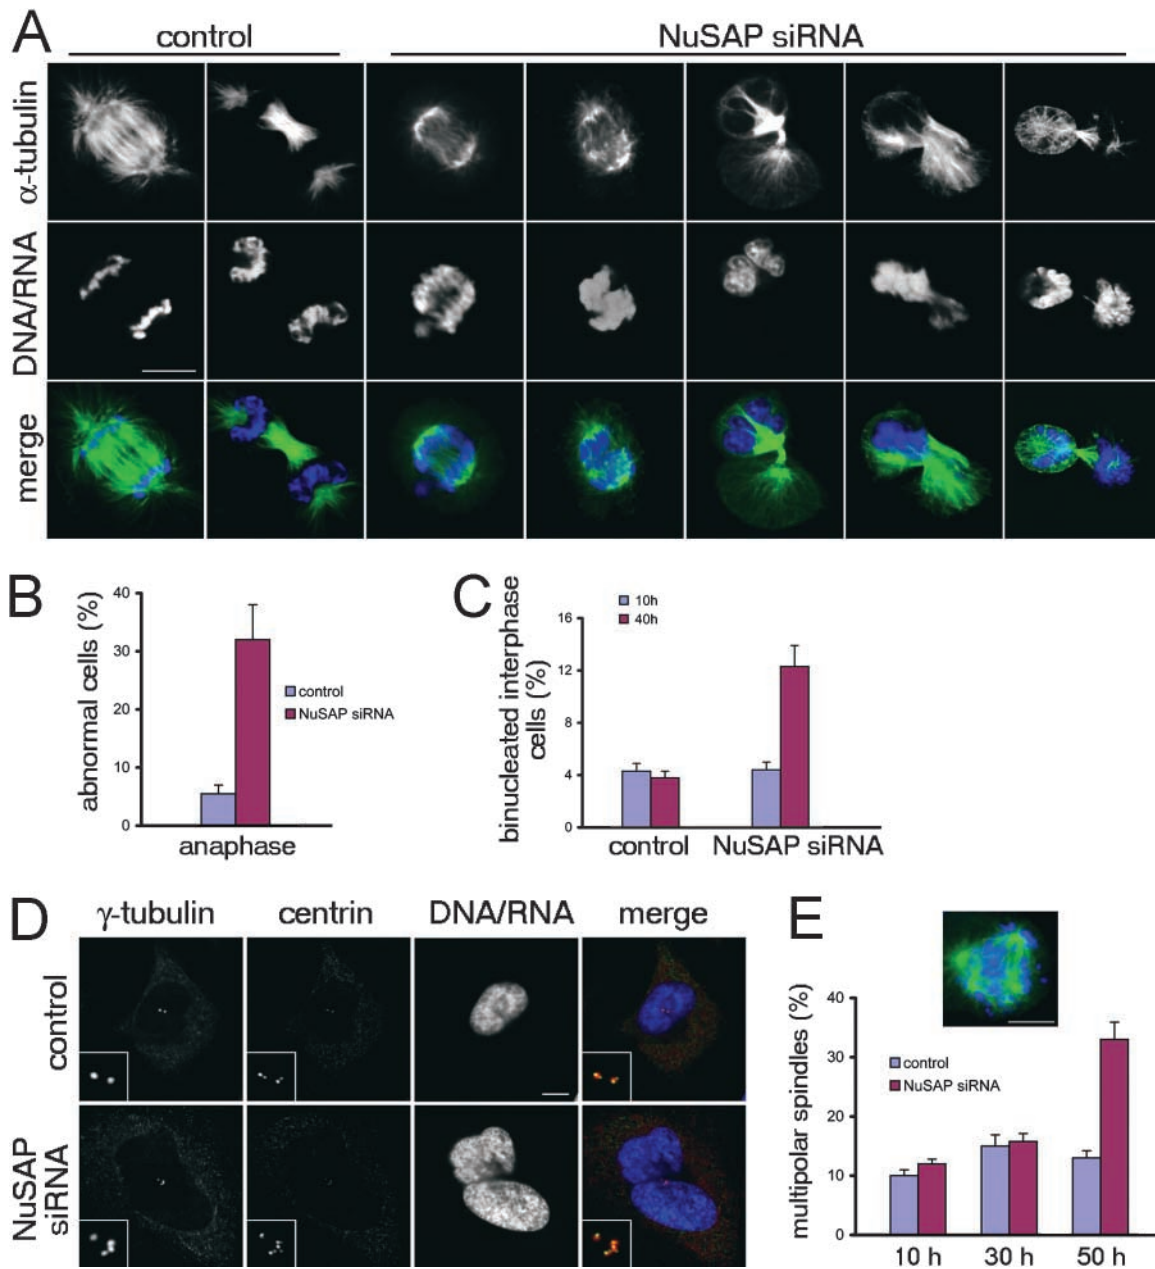 A
control
NuSAP siRNA
α-tubulin
DNA/RNA
merge
B
abnormal cells (%)
40
30
20
10
0
control
NuSAP siRNA
anaphase
C
binucleated interphase
cells (%)
10h
40h
16
12
8
4
0
control
NuSAP siRNA
D
γ-tubulin
centrin
DNA/RNA
merge
control
NuSAP
siRNA
E
multipolar spindles (%)
40
30
20
10
0
control
NuSAP siRNA
10 h
30 h
50 h